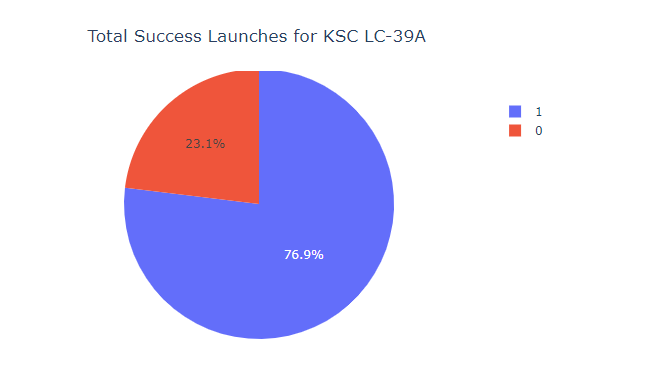 Total Success Launches for KSC LC-39A
1
0
23.1%
76.9%